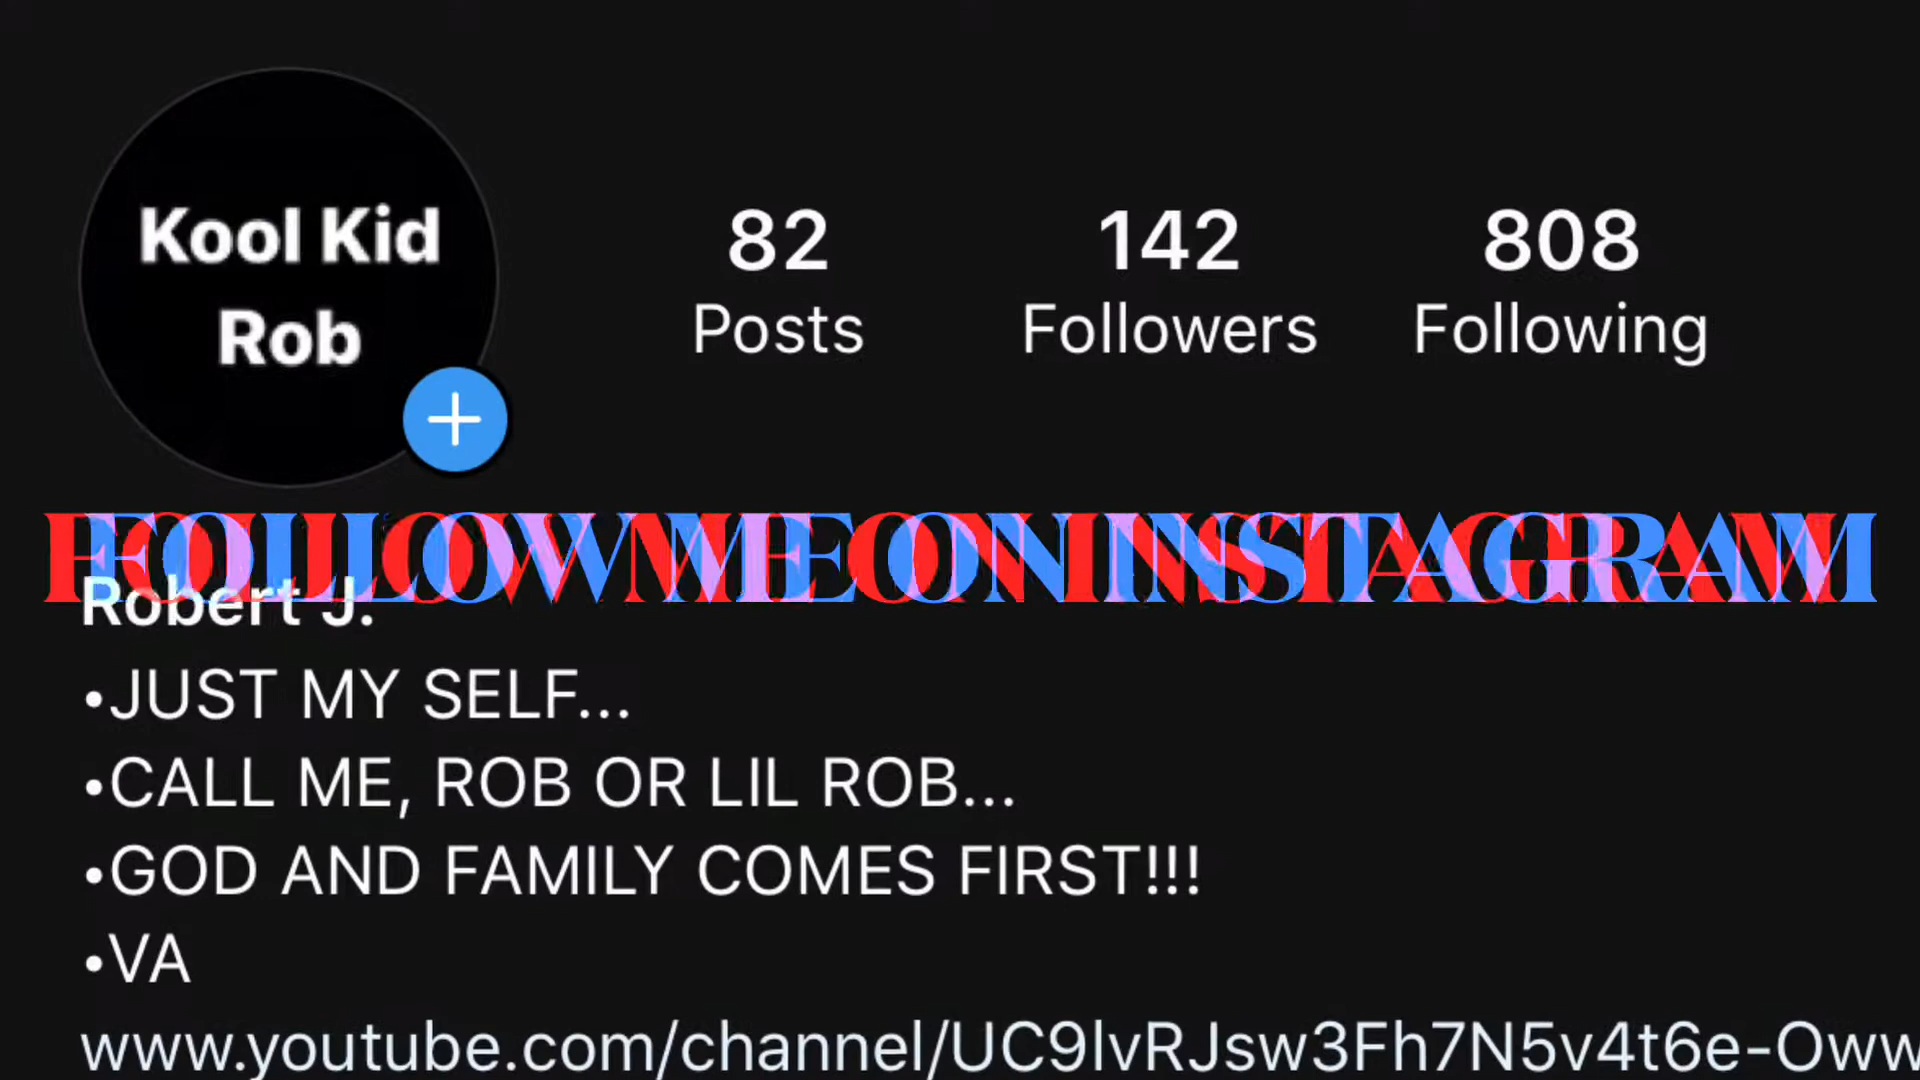 Kool Kid
Rob
82
Posts
142
Followers
808
Following
FOLLOW ME ON INSTAGRAM
Robert J.
•JUST MY SELF...
•CALL ME, ROB OR LIL ROB...
•GOD AND FAMILY COMES FIRST!!!
•VA
www.youtube.com/channel/UC9lvRJsw3Fh7N5v4t6e-Oww